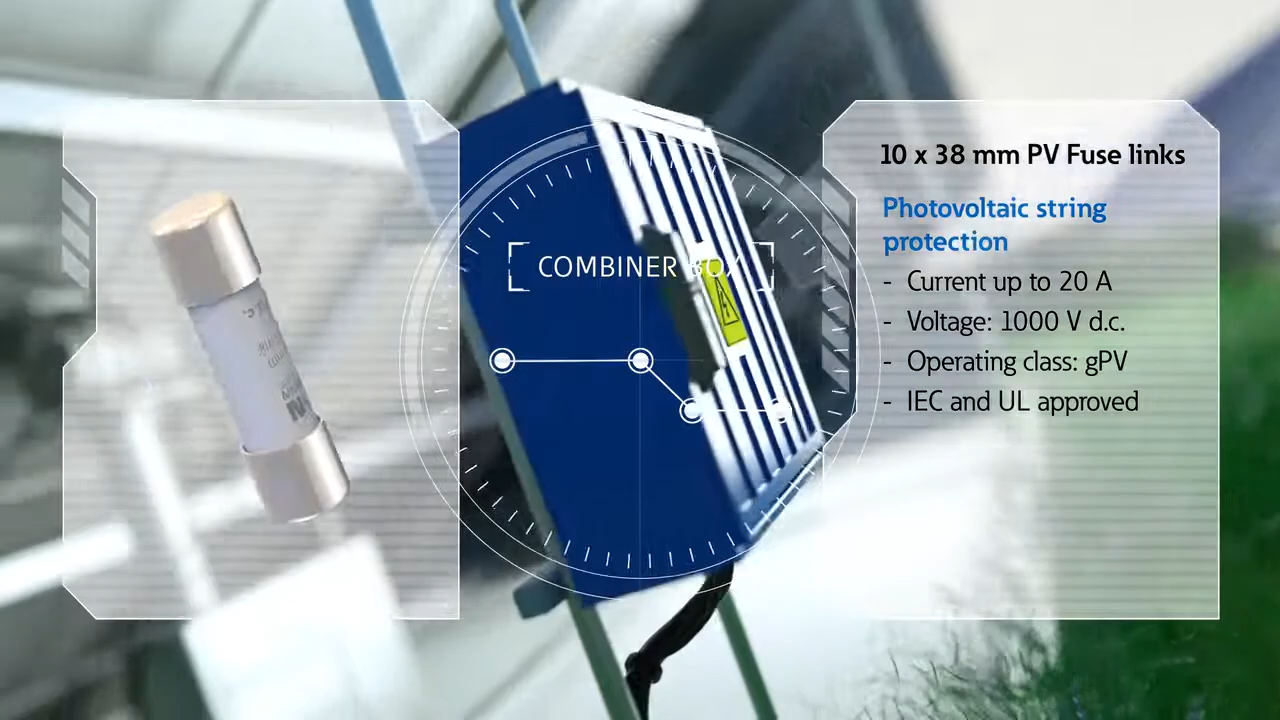 COMBINER BOX
10 x 38 mm PV Fuse links
Photovoltaic string
protection
- Current up to 20 A
- Voltage: 1000 V d.c.
- Operating class: gPV
- IEC and UL approved